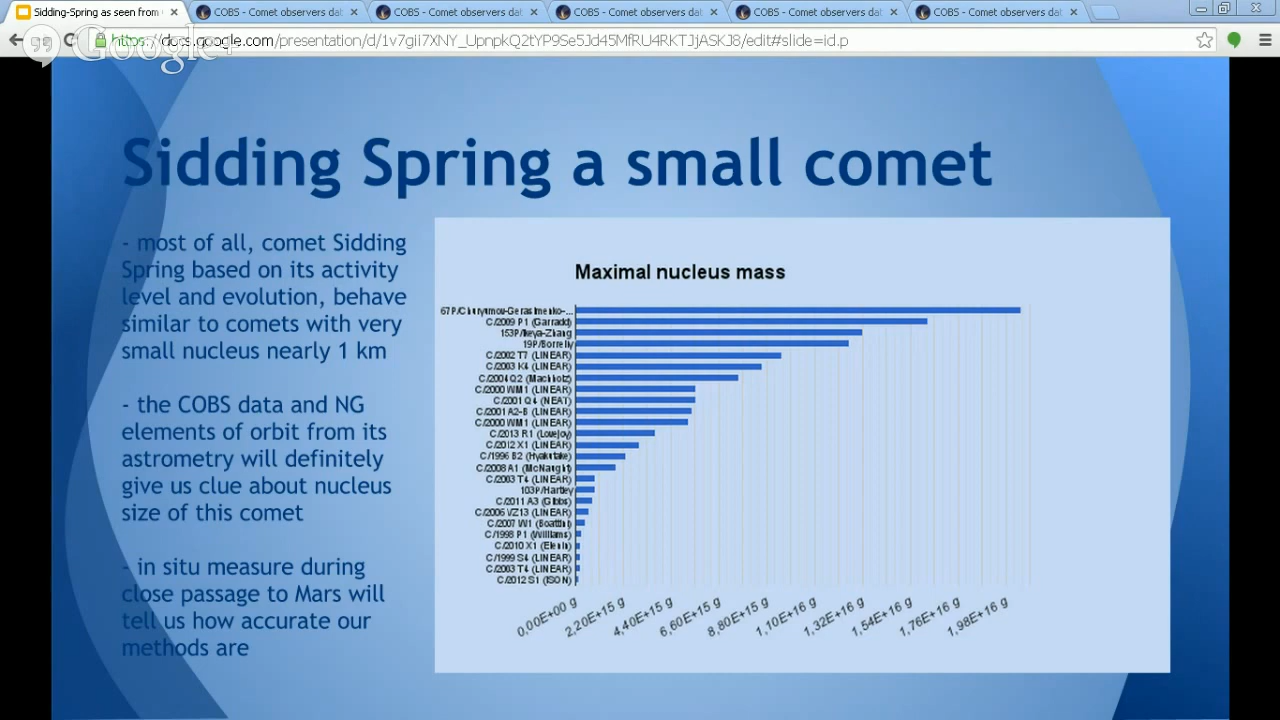 Sidding-Spring as seen from
COBS - Comet observers dat
COBS - Comet observers dat
COBS - Comet observers dat
COBS - Comet observers dat
COBS - Comet observers dat
https://docs.google.com/presentation/d/1v7giI7XNY_UpnpkQ2tYP9Se5Jd45MfRU4RKTJjASKJ8/edit#slide=id.p
Google+
Sidding Spring a small comet
- most of all, comet Sidding
Spring based on its activity
level and evolution, behave
similar to comets with very
small nucleus nearly 1 km
- the COBS data and NG
elements of orbit from its
astrometry will definitely
give us clue about nucleus
size of this comet
- in situ measure during
close passage to Mars will
tell us how accurate our
methods are
Maximal nucleus mass
67P/Churyumov-Gerasimenko-...
C/2009 P1 (Garradd)
153P/Ikeya-Zhang
19P/Borrelly
C/2002 T7 (LINEAR)
C/2003 K4 (LINEAR)
C/2004 Q2 (Machholz)
C/2000 WM1 (LINEAR)
C/2001 Q4 (NEAT)
C/2001 A2-B (LINEAR)
C/2000 WM1 (LINEAR)
C/2013 R1 (Lovejoy)
C/2012 X1 (LINEAR)
C/1996 B2 (Hyakutake)
C/2008 A1 (McNaught)
C/2003 T4 (LINEAR)
103P/Hartley
C/2011 A3 (Gibbs)
C/2006 VZ13 (LINEAR)
C/2007 W1 (Boattini)
C/1998 P1 (Williams)
C/2010 X1 (Elenin)
C/1999 S4 (LINEAR)
C/2003 T4 (LINEAR)
C/2012 S1 (ISON)
0,00E+00 g
2,20E+15 g
4,40E+15 g
6,60E+15 g
8,80E+15 g
1,10E+16 g
1,32E+16 g
1,54E+16 g
1,76E+16 g
1,98E+16 g